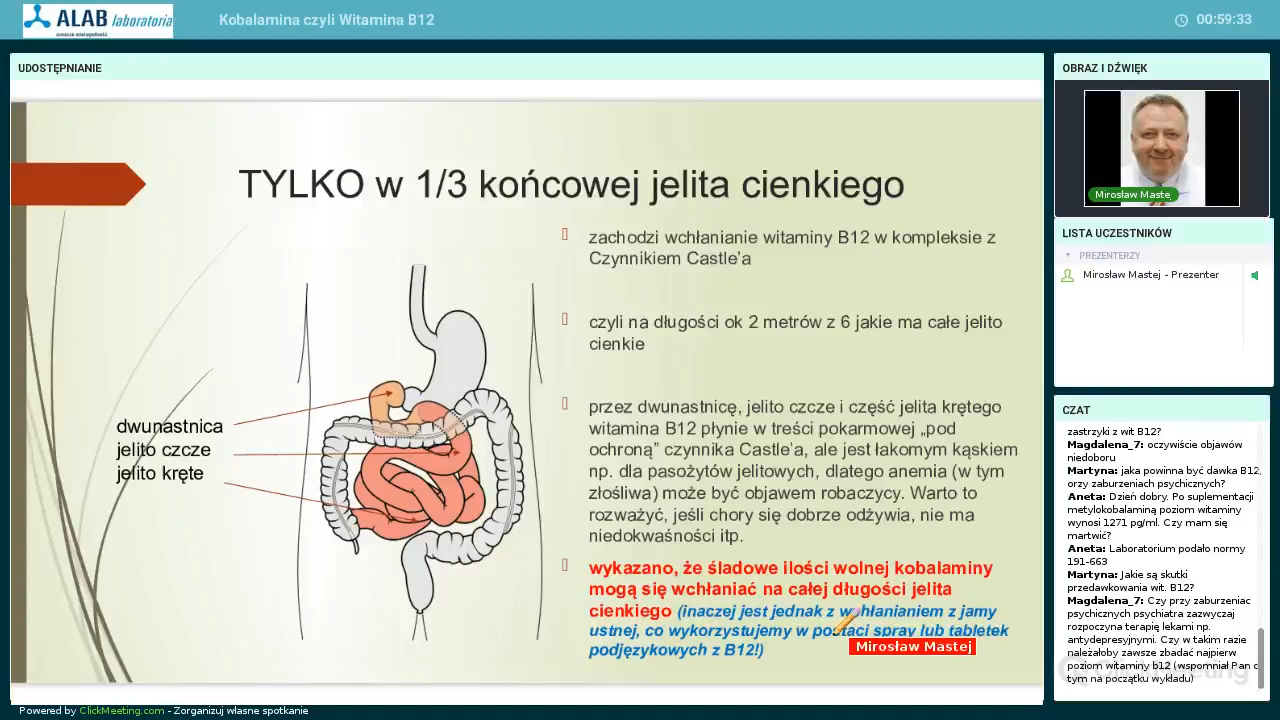 ALAB laboratoria
Kobalamina czyli Witamina B12
00:59:33
UDOSTĘPNIANIE
TYLKO w 1/3 końcowej jelita cienkiego
zachodzi wchłanianie witaminy B12 w kompleksie z
Czynnikiem Castle'a
czyli na długości ok 2 metrów z 6 jakie ma całe jelito
cienkie
przez dwunastnicę, jelito czcze i część jelita krętego
witamina B12 płynie w treści pokarmowej „pod
ochroną” czynnika Castle'a, ale jest łakomym kąskiem
np. dla pasożytów jelitowych, dlatego anemia (w tym
złośliwa) może być objawem robaczycy. Warto to
rozważyć, jeśli chory się dobrze odżywia, nie ma
niedokwaśności itp.
wykazano, że śladowe ilości wolnej kobalaminy
mogą się wchłaniać na całej długości jelita
cienkiego (inaczej jest jednak z wchłanianiem z jamy
ustnej, co wykorzystujemy w postaci spray lub tabletek
podjęzykowych z B12!)
Mirosław Mastej
dwunastnica
jelito czcze
jelito kręte
OBRAZ I DŹWIĘK
Mirosław Maste
LISTA UCZESTNIKÓW
PREZENTERZY
Mirosław Mastej - Prezenter
CZAT
zastrzyki z wit B12?
Magdalena_7: oczywiście objawów
niedoboru
Martyna: jaka powinna być dawka B12,
orzy zaburzeniach psychicznych?
Aneta: Dzień dobry. Po suplementacji
metylokobalaminą poziom witaminy
wynosi 1271 pg/ml. Czy mam się
martwić?
Aneta: Laboratorium podało normy
191-663
Martyna: Jakie są skutki
przedawkowania wit. B12?
Magdalena_7: Czy przy zaburzeniac
psychicznych psychiatra zazwyczaj
rozpoczyna terapię lekami np.
antydepresyjnymi. Czy w takim razie
należałoby zawsze zbadać najpierw
poziom witaminy b12 (wspomniał Pan o
tym na początku wykładu)
ClickMeeting
Powered by ClickMeeting.com - Zorganizuj własne spotkanie